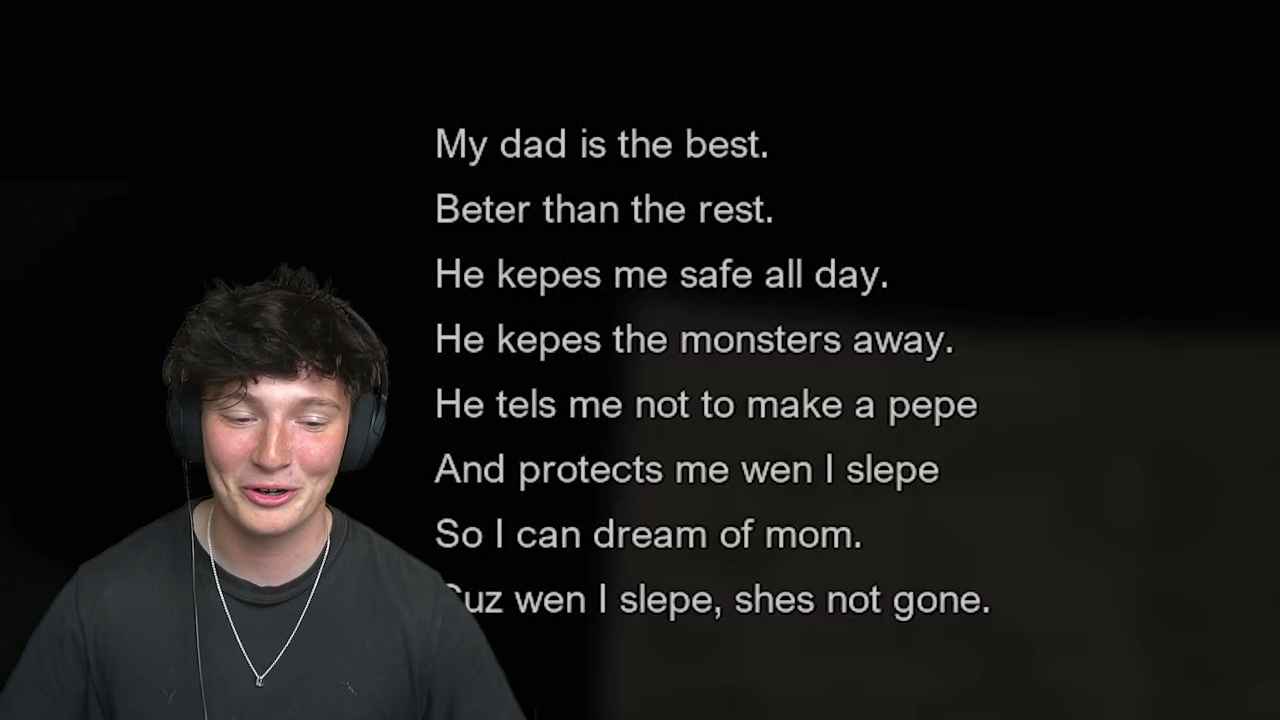 My dad is the best.
Beter than the rest.
He kepes me safe all day.
He kepes the monsters away.
He tels me not to make a pepe
And protects me wen I slepe
So I can dream of mom.
Cuz wen I slepe, shes not gone.